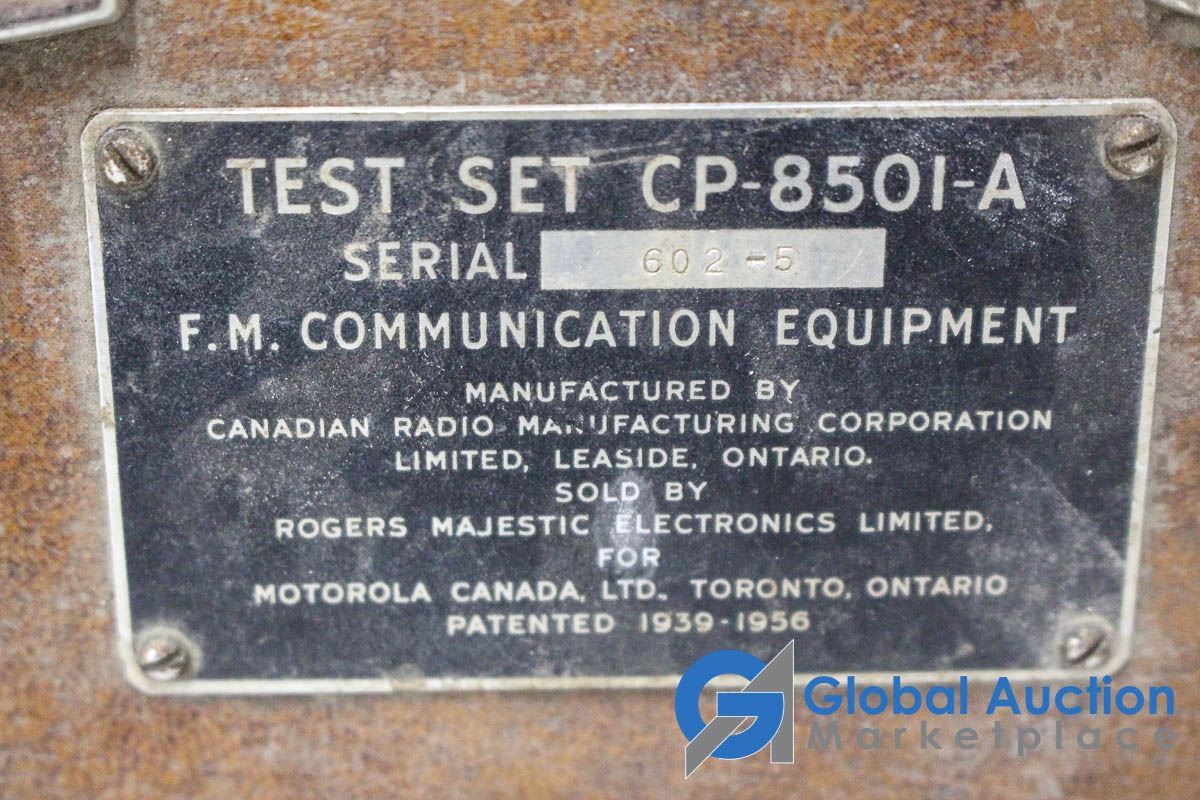 TEST SET CP-8501-A
SERIAL 602-5
F.M. COMMUNICATION EQUIPMENT
MANUFACTURED BY
CANADIAN RADIO MANUFACTURING CORPORATION
LIMITED, LEASIDE, ONTARIO.
SOLD BY
ROGERS MAJESTIC ELECTRONICS LIMITED,
FOR
MOTOROLA CANADA, LTD., TORONTO, ONTARIO
PATENTED 1939-1956
GA Global Auction
Marketplace